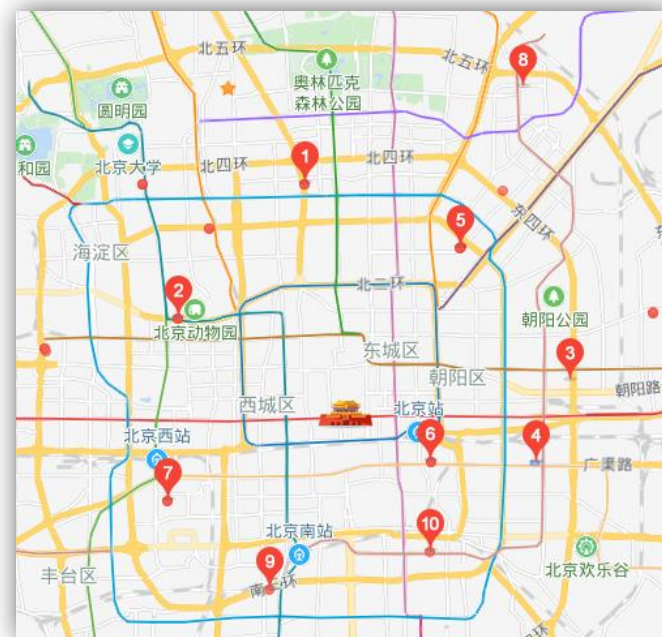 北五环
北五环
8
奥林匹克
森林公园
圆明园
和园
北京大学
1
北四环
北四环
东四环
5
海淀区
2
北京动物园
北二环
朝阳公园
东城区
3
朝阳区
朝阳路
西城区
北京站
北京西站
6
4
广渠路
7
北京南站
10
9
丰台区
南三环
北京欢乐谷